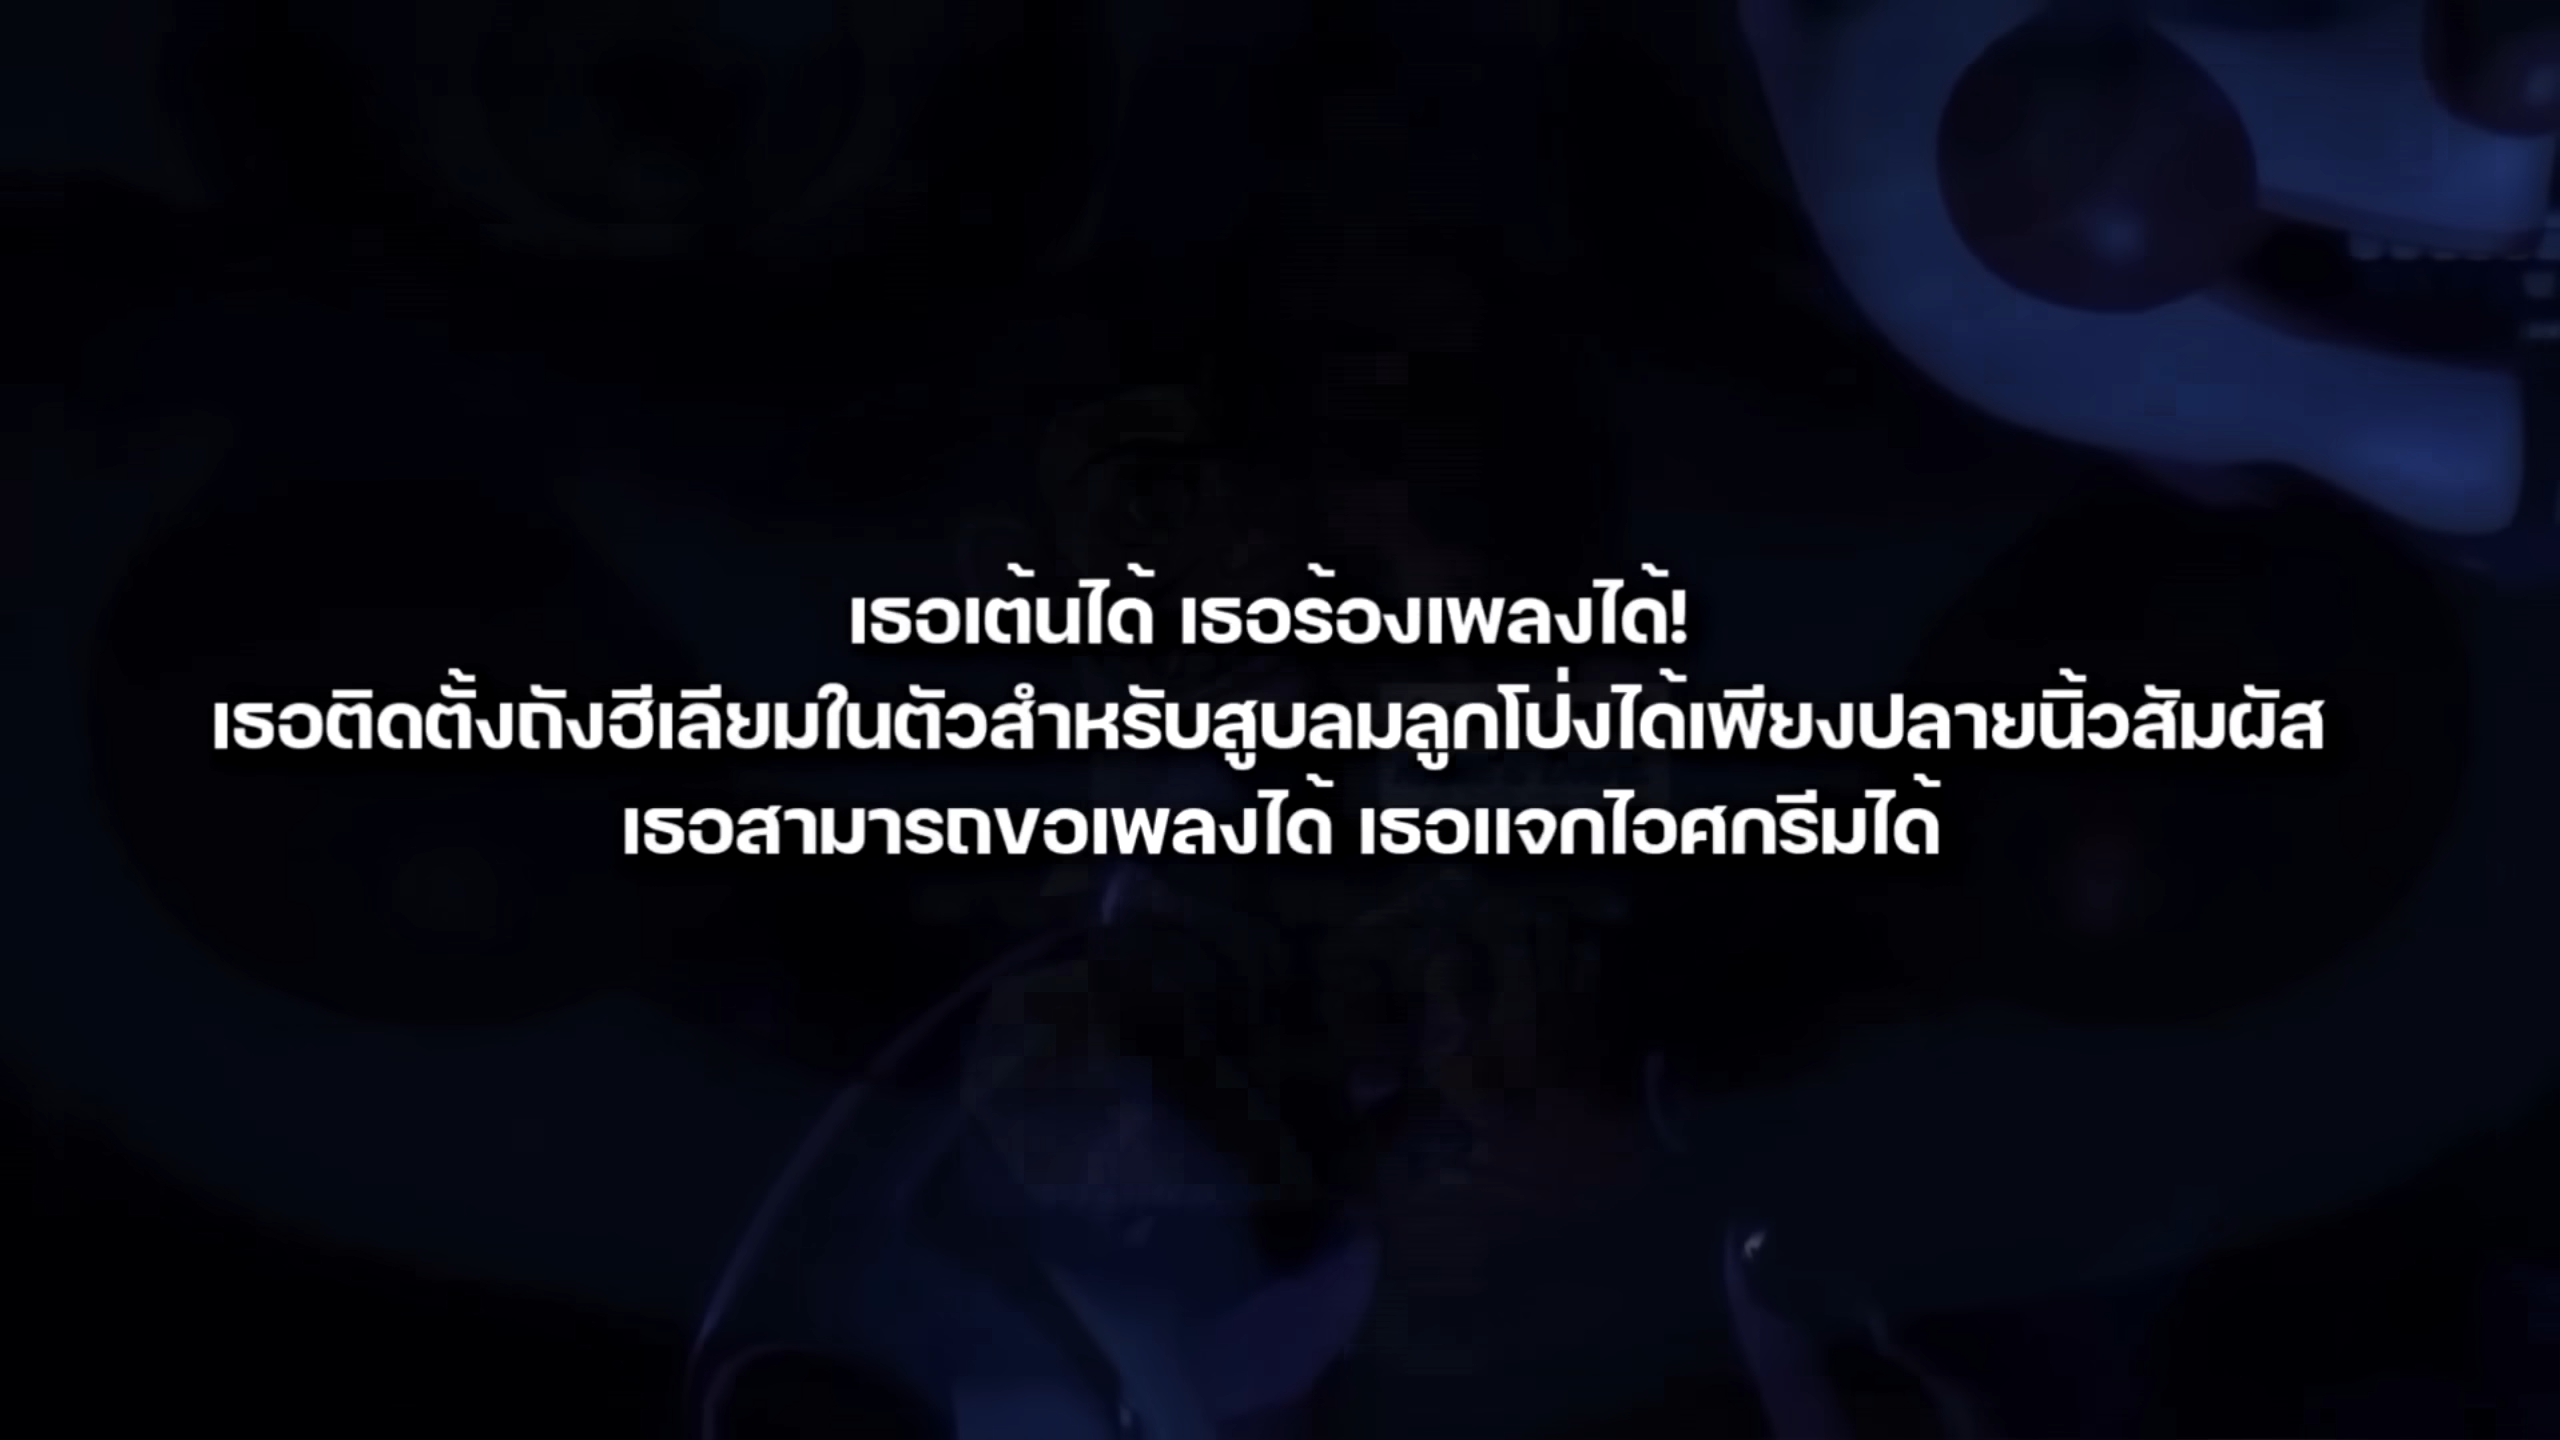 เธอเต้นได้ เธอร้องเพลงได้!
เธอติดตั้งถังฮีเลียมในตัวสำหรับสูบลมลูกโป่งได้เพียงปลายนิ้วสัมผัส
เธอสามารถขอเพลงได้ เธอแจกไอศกรีมได้